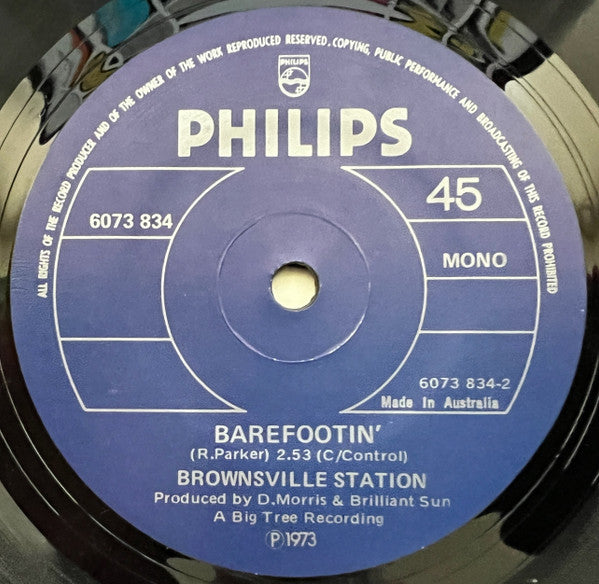 ALL RIGHTS OF THE RECORD PRODUCER AND OF THE OWNER OF THE WORK REPRODUCED RESERVED. COPYING, PUBLIC PERFORMANCE AND BROADCASTING OF THIS RECORD PROHIBITED
PHILIPS
PHILIPS
45
6073 834
MONO
6073 834-2
Made In Australia
BAREFOOTIN'
(R.Parker) 2.53 (C/Control)
BROWNSVILLE STATION
Produced by D.Morris & Brilliant Sun
A Big Tree Recording
Ⓟ1973